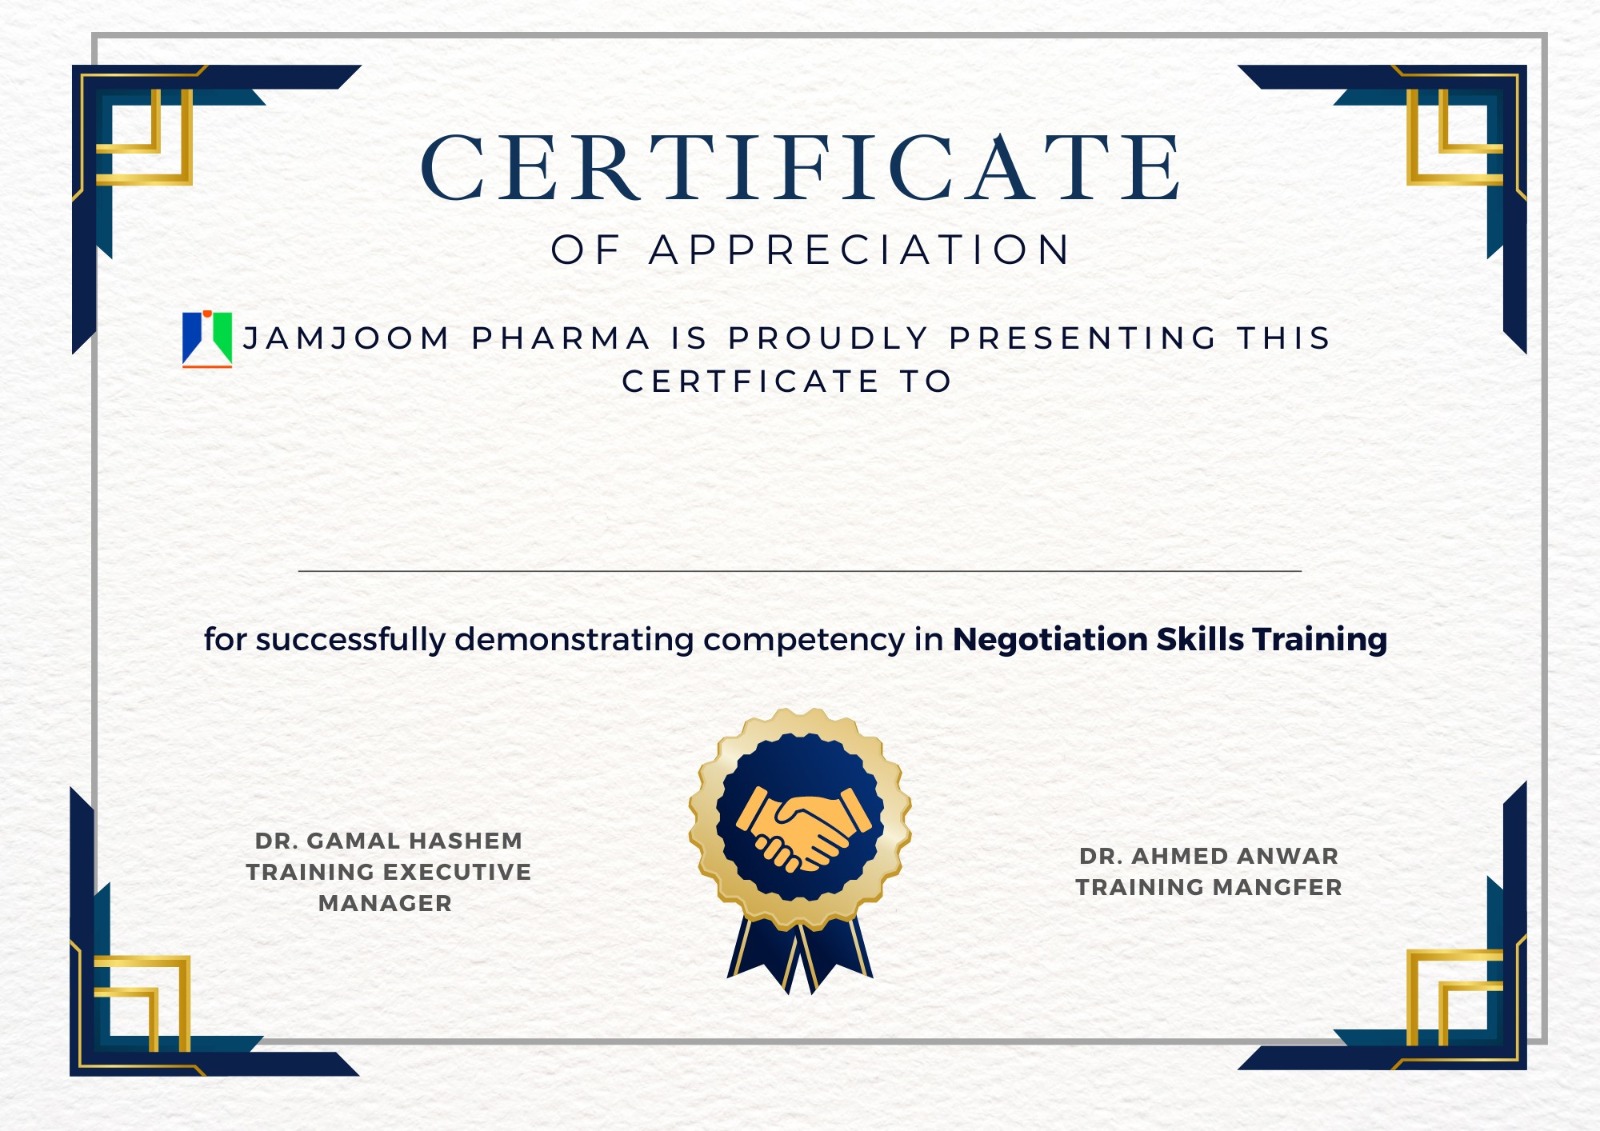 CERTIFICATE
OF APPRECIATION
JAMJOOM PHARMA IS PROUDLY PRESENTING THIS
CERTFICATE TO
for successfully demonstrating competency in Negotiation Skills Training
DR. GAMAL HASHEM
TRAINING EXECUTIVE
MANAGER
DR. AHMED ANWAR
TRAINING MANGFER